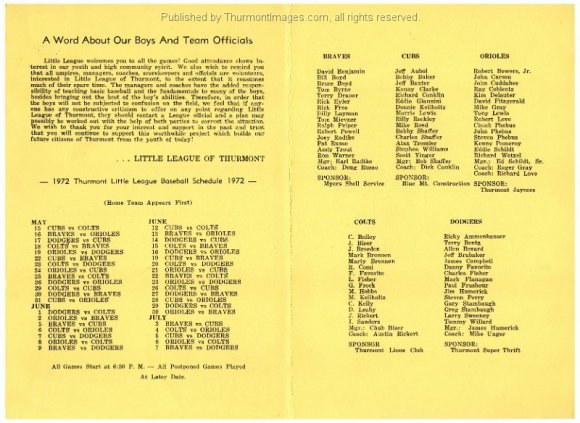 Published by ThurmontImages.com, all rights reserved.
A Word About Our Boys And Team Officials
Little League welcomes you to all the games! Good attendance shows in-
terest in our youth and high community spirit. We also wish to remind you
that all umpires, managers, coaches, scorekeepers and officials are volunteers,
interested in Little League of Thurmont, to the extent that it consumes
much of their spare time. The managers and coaches have the added respon-
sibility of teaching basic baseball and the fundamentals to many of the boys,
besides bringing out the best of the boy's abilities. Therefore, in order that
the boys will not be subjected to confusion on the field, we feel that if any-
one has any constructive criticism to offer on any point regarding Little
League of Thurmont, they should contact a League official and a plan may
possibly be worked out with the help of both parties to correct the situation.
We wish to thank you for your interest and support in the past and trust
that you will continue to support this worthwhile project which holds our
future citizens of Thurmont from the youth of today!
. . . LITTLE LEAGUE OF THURMONT
— 1972 Thurmont Little League Baseball Schedule 1972 —
(Home Team Appears First)
MAY
15 CUBS vs COLTS
16 BRAVES vs ORIOLES
17 DODGERS vs CUBS
18 COLTS vs BRAVES
19 ORIOLES vs DODGERS
22 CUBS vs BRAVES
23 COLTS vs DODGERS
24 ORIOLES vs CUBS
25 BRAVES vs COLTS
26 DODGERS vs ORIOLES
29 COLTS vs CUBS
30 DODGERS vs BRAVES
31 CUBS vs ORIOLES
JUNE
1 DODGERS vs COLTS
2 ORIOLES vs BRAVES
5 BRAVES vs CUBS
6 COLTS vs ORIOLES
7 CUBS vs DODGERS
8 ORIOLES vs COLTS
9 BRAVES vs DODGERS
JUNE
12 CUBS vs COLTS
13 BRAVES vs ORIOLES
14 DODGERS vs CUBS
15 COLTS vs BRAVES
16 ORIOLES vs DODGERS
19 CUBS vs BRAVES
20 COLTS vs DODGERS
21 ORIOLES vs CUBS
22 BRAVES vs COLTS
23 ORIOLES vs DODGERS
26 COLTS vs CUBS
27 DODGERS vs BRAVES
28 CUBS vs ORIOLES
29 DODGERS vs COLTS
30 ORIOLES vs BRAVES
JULY
3 BRAVES vs CUBS
4 COLTS vs ORIOLES
5 CUBS vs DODGERS
6 ORIOLES vs COLTS
7 BRAVES vs DODGERS
All Games Start at 6:30 P. M. — All Postponed Games Played
At Later Date.
BRAVES
David Benjamin
Bill Boyd
Bruce Boyd
Tom Byrce
Terry Drauer
Rick Eyler
Rick Frye
Billy Layman
Tom Mievner
Ralph Palmer
Robert Powell
Joey Radtke
Pat Russo
Andy Trout
Ron Warner
Mgr: Karl Radtke
Coach: Doug Russo
SPONSOR:
Myers Shell Service
CUBS
Jeff Aubol
Bobby Baker
Jeff Baxter
Kenny Clarke
Richard Conklin
Eddie Giannini
Dennie Keilholtz
Morris Lewis
Billy Rackley
Mike Reed
Bobby Shaffer
Charles Shaffer
Alan Tressler
Stephen Williams
Scott Yinger
Mgr: Bob Shaffer
Coach: Dick Conklin
SPONSOR:
Blue Mt. Construction
ORIOLES
Robert Bowers, Jr.
John Carson
John Cuddahee
Ray Coblentz
Kim Delauter
David Fitzgerald
Mike Gray
Tony Lewis
Robert Love
Chuck Phebus
John Phebus
Steven Phebus
Kenny Pomeroy
Eddie Schildt
Richard Wetzel
Mgr.: Ed Schildt, Sr.
Coach: Roger Gray
Coach: Richard Love
SPONSOR:
Thurmont Jaycees
COLTS
C. Bailey
J. Biser
J. Breeden
Mark Brennen
Marty Brennen
R. Comi
T. Favorite
L. Fisher
G. Frock
M. Hobbs
M. Keilholtz
C. Kelly
D. Leahy
J. Rickert
I. Sanders
Mgr.: Chub Biser
Coach: Austin Rickert
SPONSOR
Thurmont Lions Club
DODGERS
Ricky Ammenhauser
Terry Bentz
Allen Brevard
Jeff Brubaker
James Campbell
Danny Favorite
Charles Fisher
Mark Flanagan
Paul Frushour
Jim Humerick
Steven Perry
Gary Stambaugh
Greg Stambaugh
Larry Sweeney
Tommy Willard
Mgr.: James Humerick
Coach: Mike Unger
SPONSOR
Thurmont Super Thrift